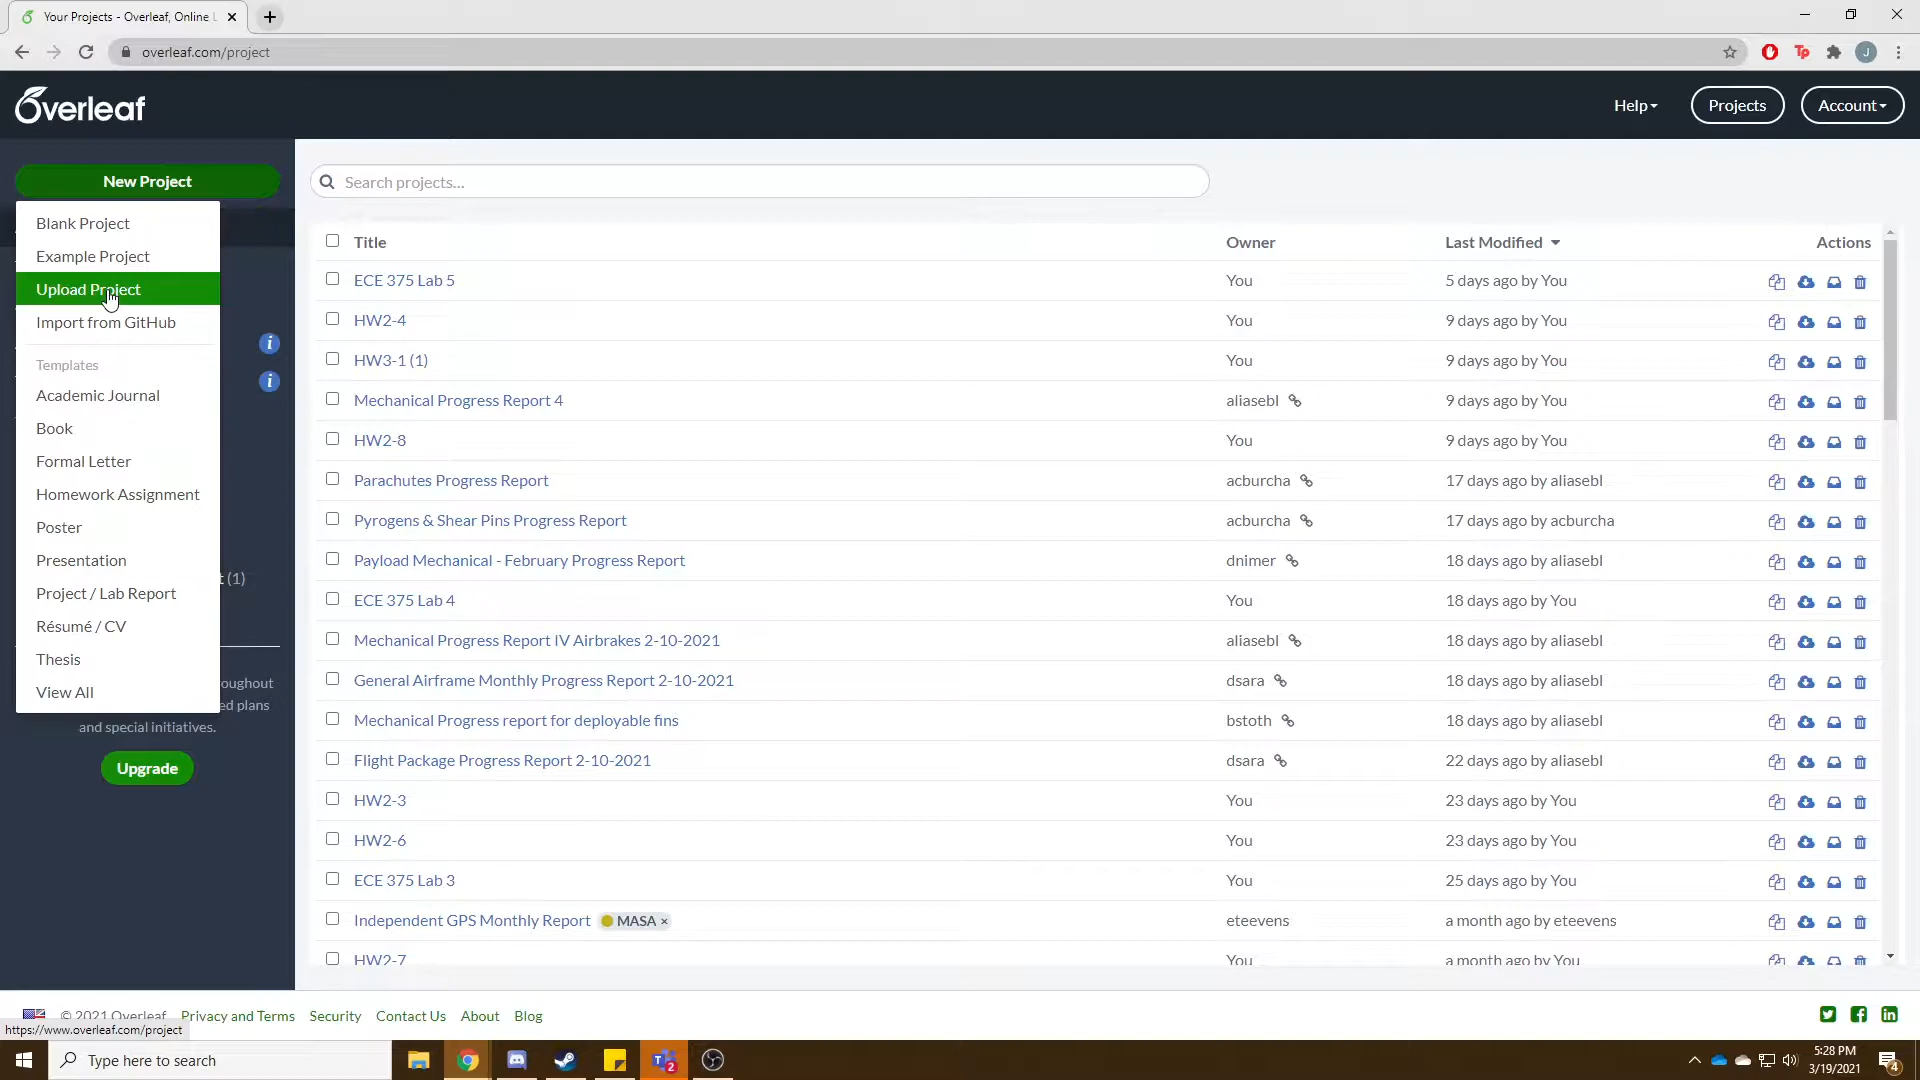 Your Projects - Overleaf, Online L
overleaf.com/project
Tp
J
Overleaf
Help
Projects
Account
New Project
Search projects...
Blank Project
Example Project
Upload Project
Import from GitHub
Templates
Academic Journal
Book
Formal Letter
Homework Assignment
Poster
Presentation
Project / Lab Report
Résumé / CV
Thesis
View All
i
i
t (1)
oughout
ed plans
and special initiatives.
Upgrade
Title Owner Last Modified Actions
ECE 375 Lab 5 You 5 days ago by You
HW2-4 You 9 days ago by You
HW3-1 (1) You 9 days ago by You
Mechanical Progress Report 4 aliasebl 9 days ago by You
HW2-8 You 9 days ago by You
Parachutes Progress Report acburcha 17 days ago by aliasebl
Pyrogens & Shear Pins Progress Report acburcha 17 days ago by acburcha
Payload Mechanical - February Progress Report dnimer 18 days ago by aliasebl
ECE 375 Lab 4 You 18 days ago by You
Mechanical Progress Report IV Airbrakes 2-10-2021 aliasebl 18 days ago by aliasebl
General Airframe Monthly Progress Report 2-10-2021 dsara 18 days ago by aliasebl
Mechanical Progress report for deployable fins bstoth 18 days ago by aliasebl
Flight Package Progress Report 2-10-2021 dsara 22 days ago by aliasebl
HW2-3 You 23 days ago by You
HW2-6 You 23 days ago by You
ECE 375 Lab 3 You 25 days ago by You
Independent GPS Monthly Report MASA × eteevens a month ago by eteevens
HW2-7 You a month ago by You
© 2021 Overleaf Privacy and Terms Security Contact Us About Blog
https://www.overleaf.com/project
Type here to search
2
5:28 PM
3/19/2021
4